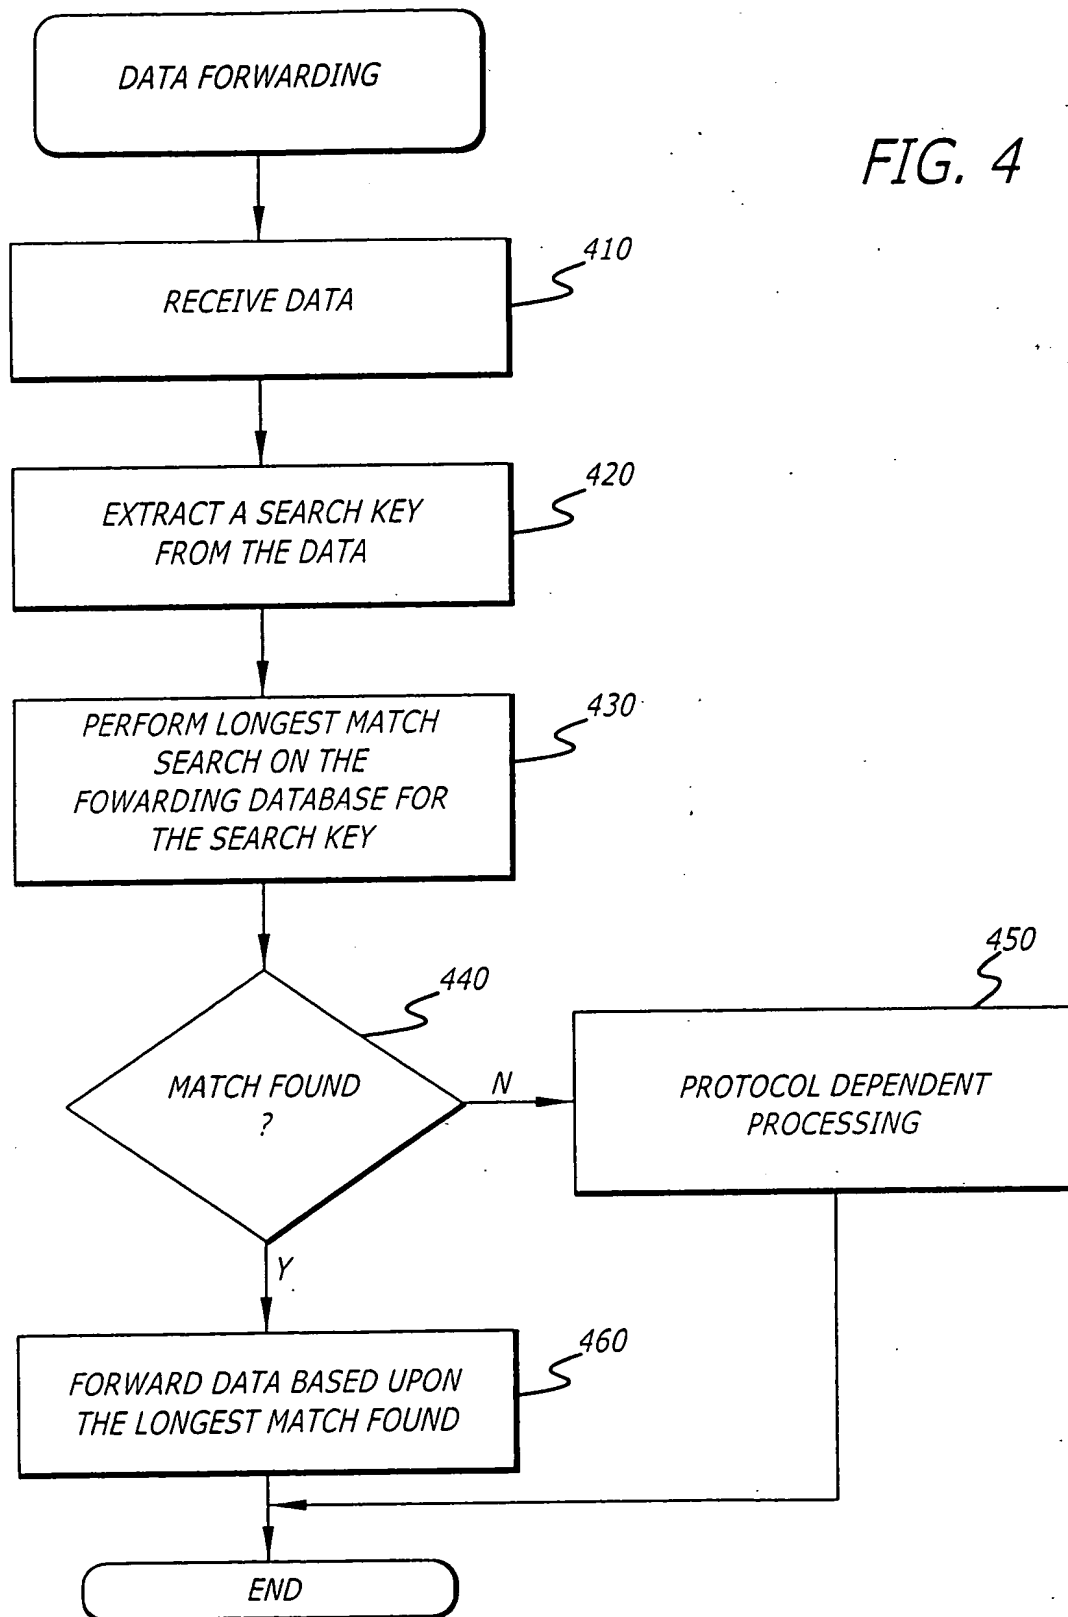 DATA FORWARDING
FIG. 4
410
RECEIVE DATA
420
EXTRACT A SEARCH KEY
FROM THE DATA
430
PERFORM LONGEST MATCH
SEARCH ON THE
FOWARDING DATABASE FOR
THE SEARCH KEY
440
MATCH FOUND
?
N
450
PROTOCOL DEPENDENT
PROCESSING
Y
460
FORWARD DATA BASED UPON
THE LONGEST MATCH FOUND
END